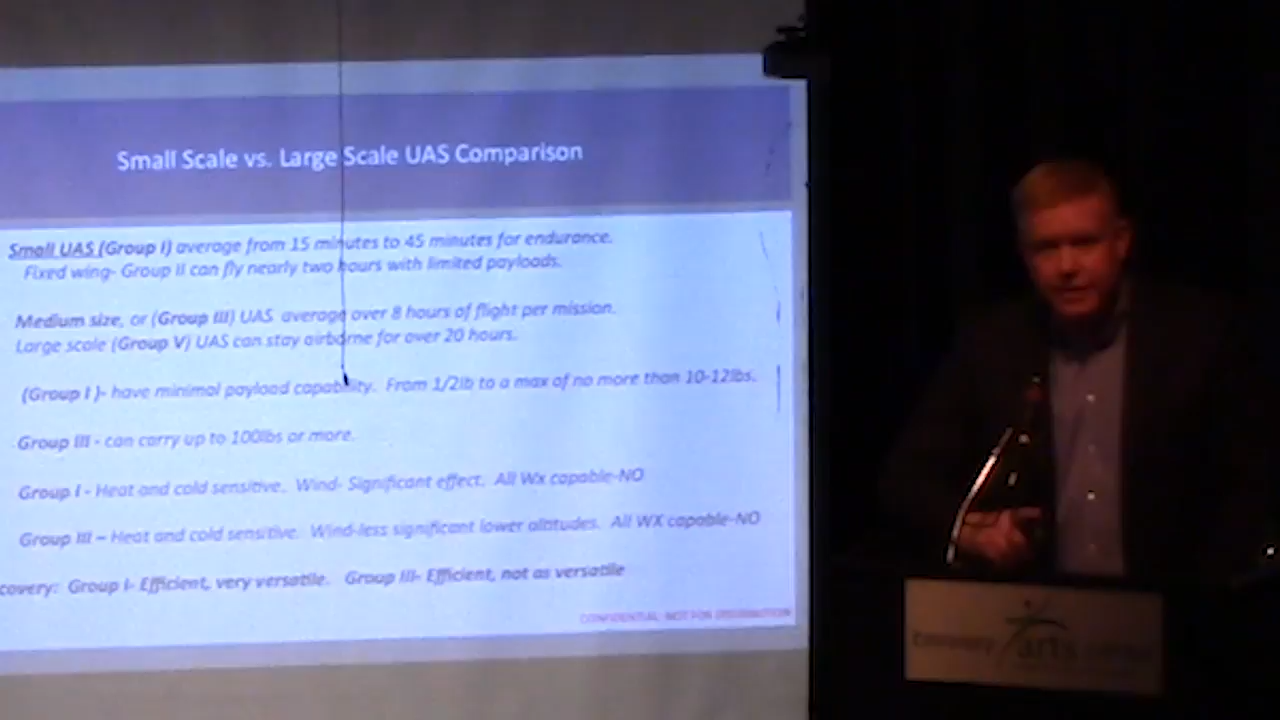 Small Scale vs. Large Scale UAS Comparison
Small UAS (Group I) average from 15 minutes to 45 minutes for endurance.
Fixed wing- Group II can fly nearly two hours with limited payloads.
Medium size, or (Group III) UAS average over 8 hours of flight per mission.
Large scale (Group V) UAS can stay airborne for over 20 hours.
(Group I )- have minimal payload capability. From 1/2lb to a max of no more than 10-12lbs.
Group III - can carry up to 100lbs or more.
Group I - Heat and cold sensitive. Wind- Significant effect. All Wx capable-NO
Group III – Heat and cold sensitive. Wind-less significant lower altitudes. All WX capable-NO
covery: Group I- Efficient, very versatile. Group III- Efficient, not as versatile
CONFIDENTIAL-NOT FOR DISTRIBUTION
arts